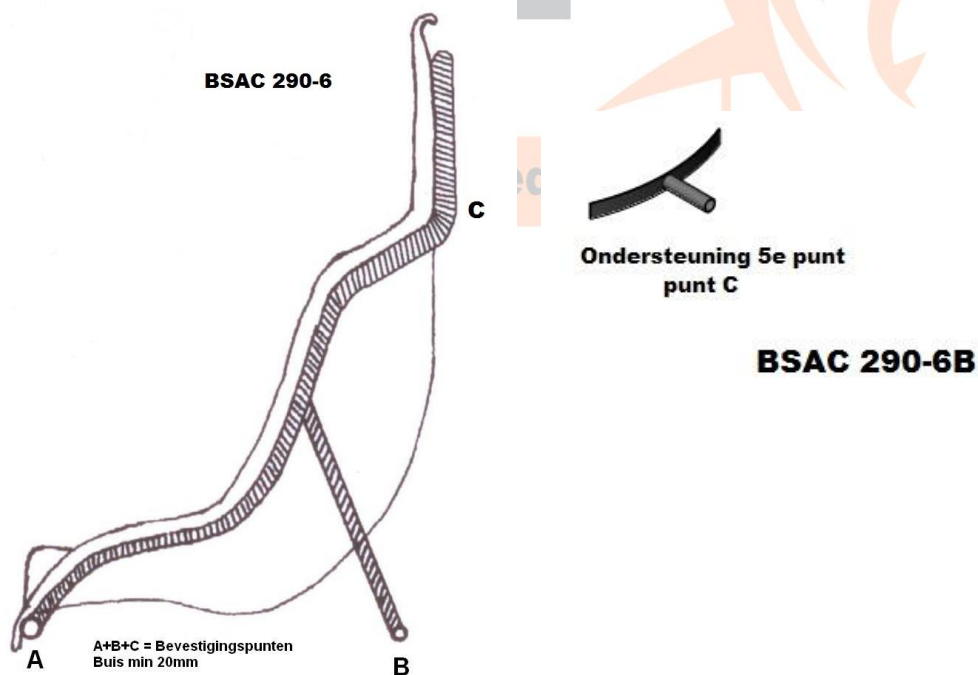 BSAC 290-6
C
Ondersteuning 5e punt
punt C
BSAC 290-6B
A+B+C = Bevestigingspunten
Buis min 20mm
A
B